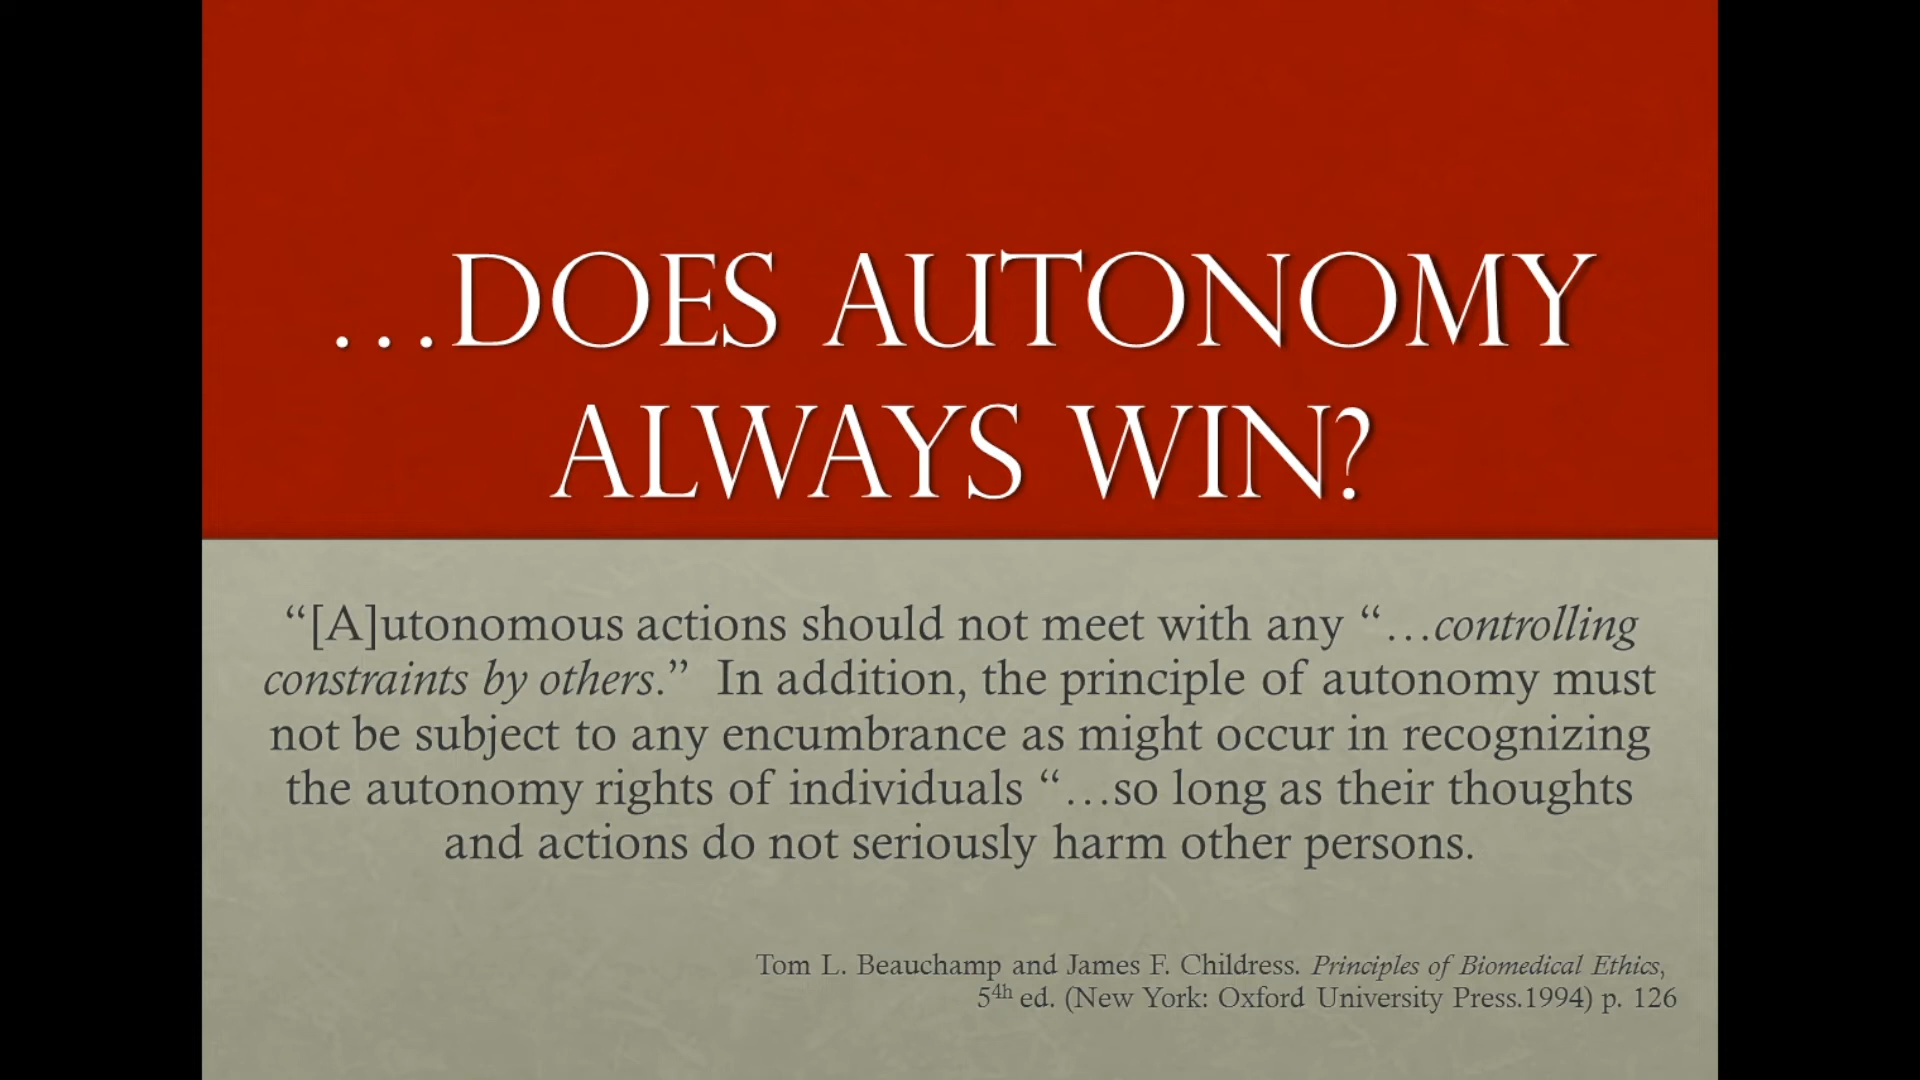 ...DOES AUTONOMY
ALWAYS WIN?
“[A]utonomous actions should not meet with any “...controlling
constraints by others.” In addition, the principle of autonomy must
not be subject to any encumbrance as might occur in recognizing
the autonomy rights of individuals “...so long as their thoughts
and actions do not seriously harm other persons.
Tom L. Beauchamp and James F. Childress. Principles of Biomedical Ethics,
54h ed. (New York: Oxford University Press.1994) p. 126